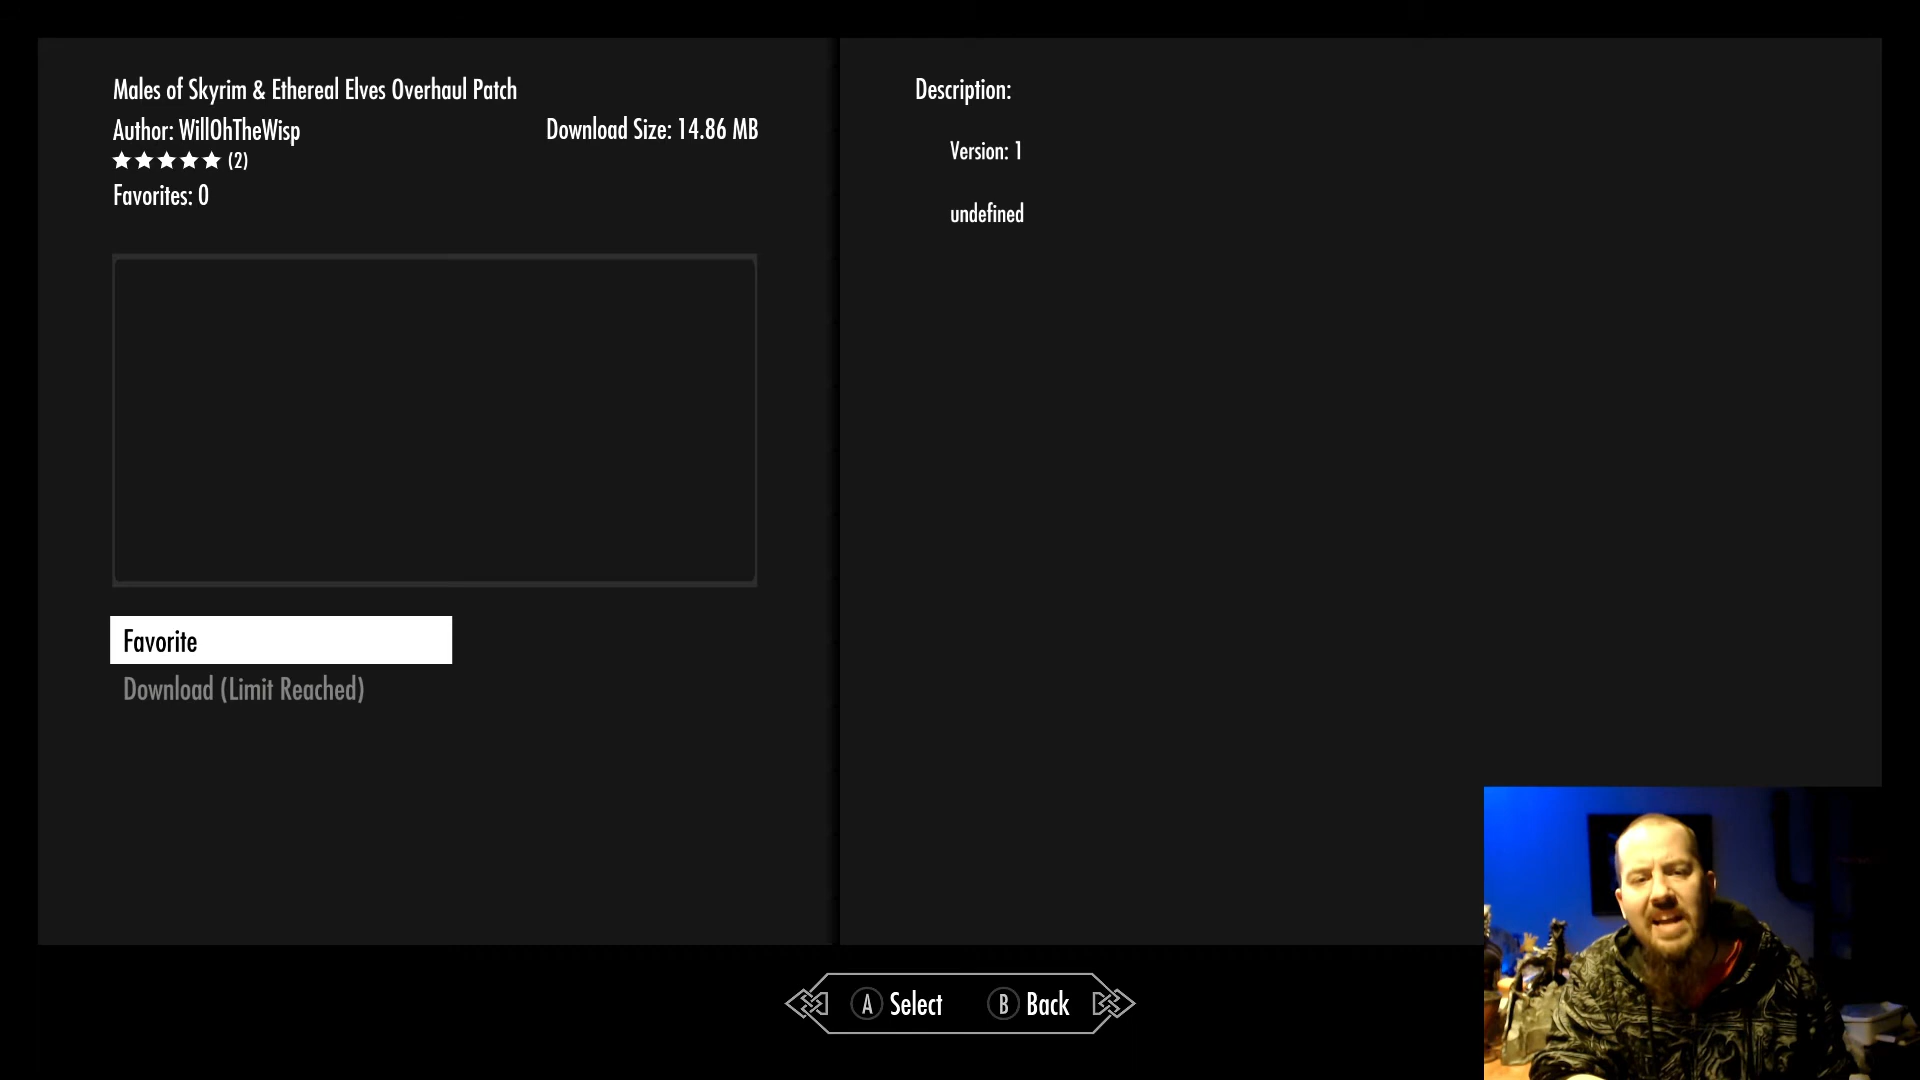 Males of Skyrim & Ethereal Elves Overhaul Patch
Author: WillOhTheWisp
Download Size: 14.86 MB
(2)
Favorites: 0
Favorite
Download (Limit Reached)
Description:
Version: 1
undefined
A Select B Back